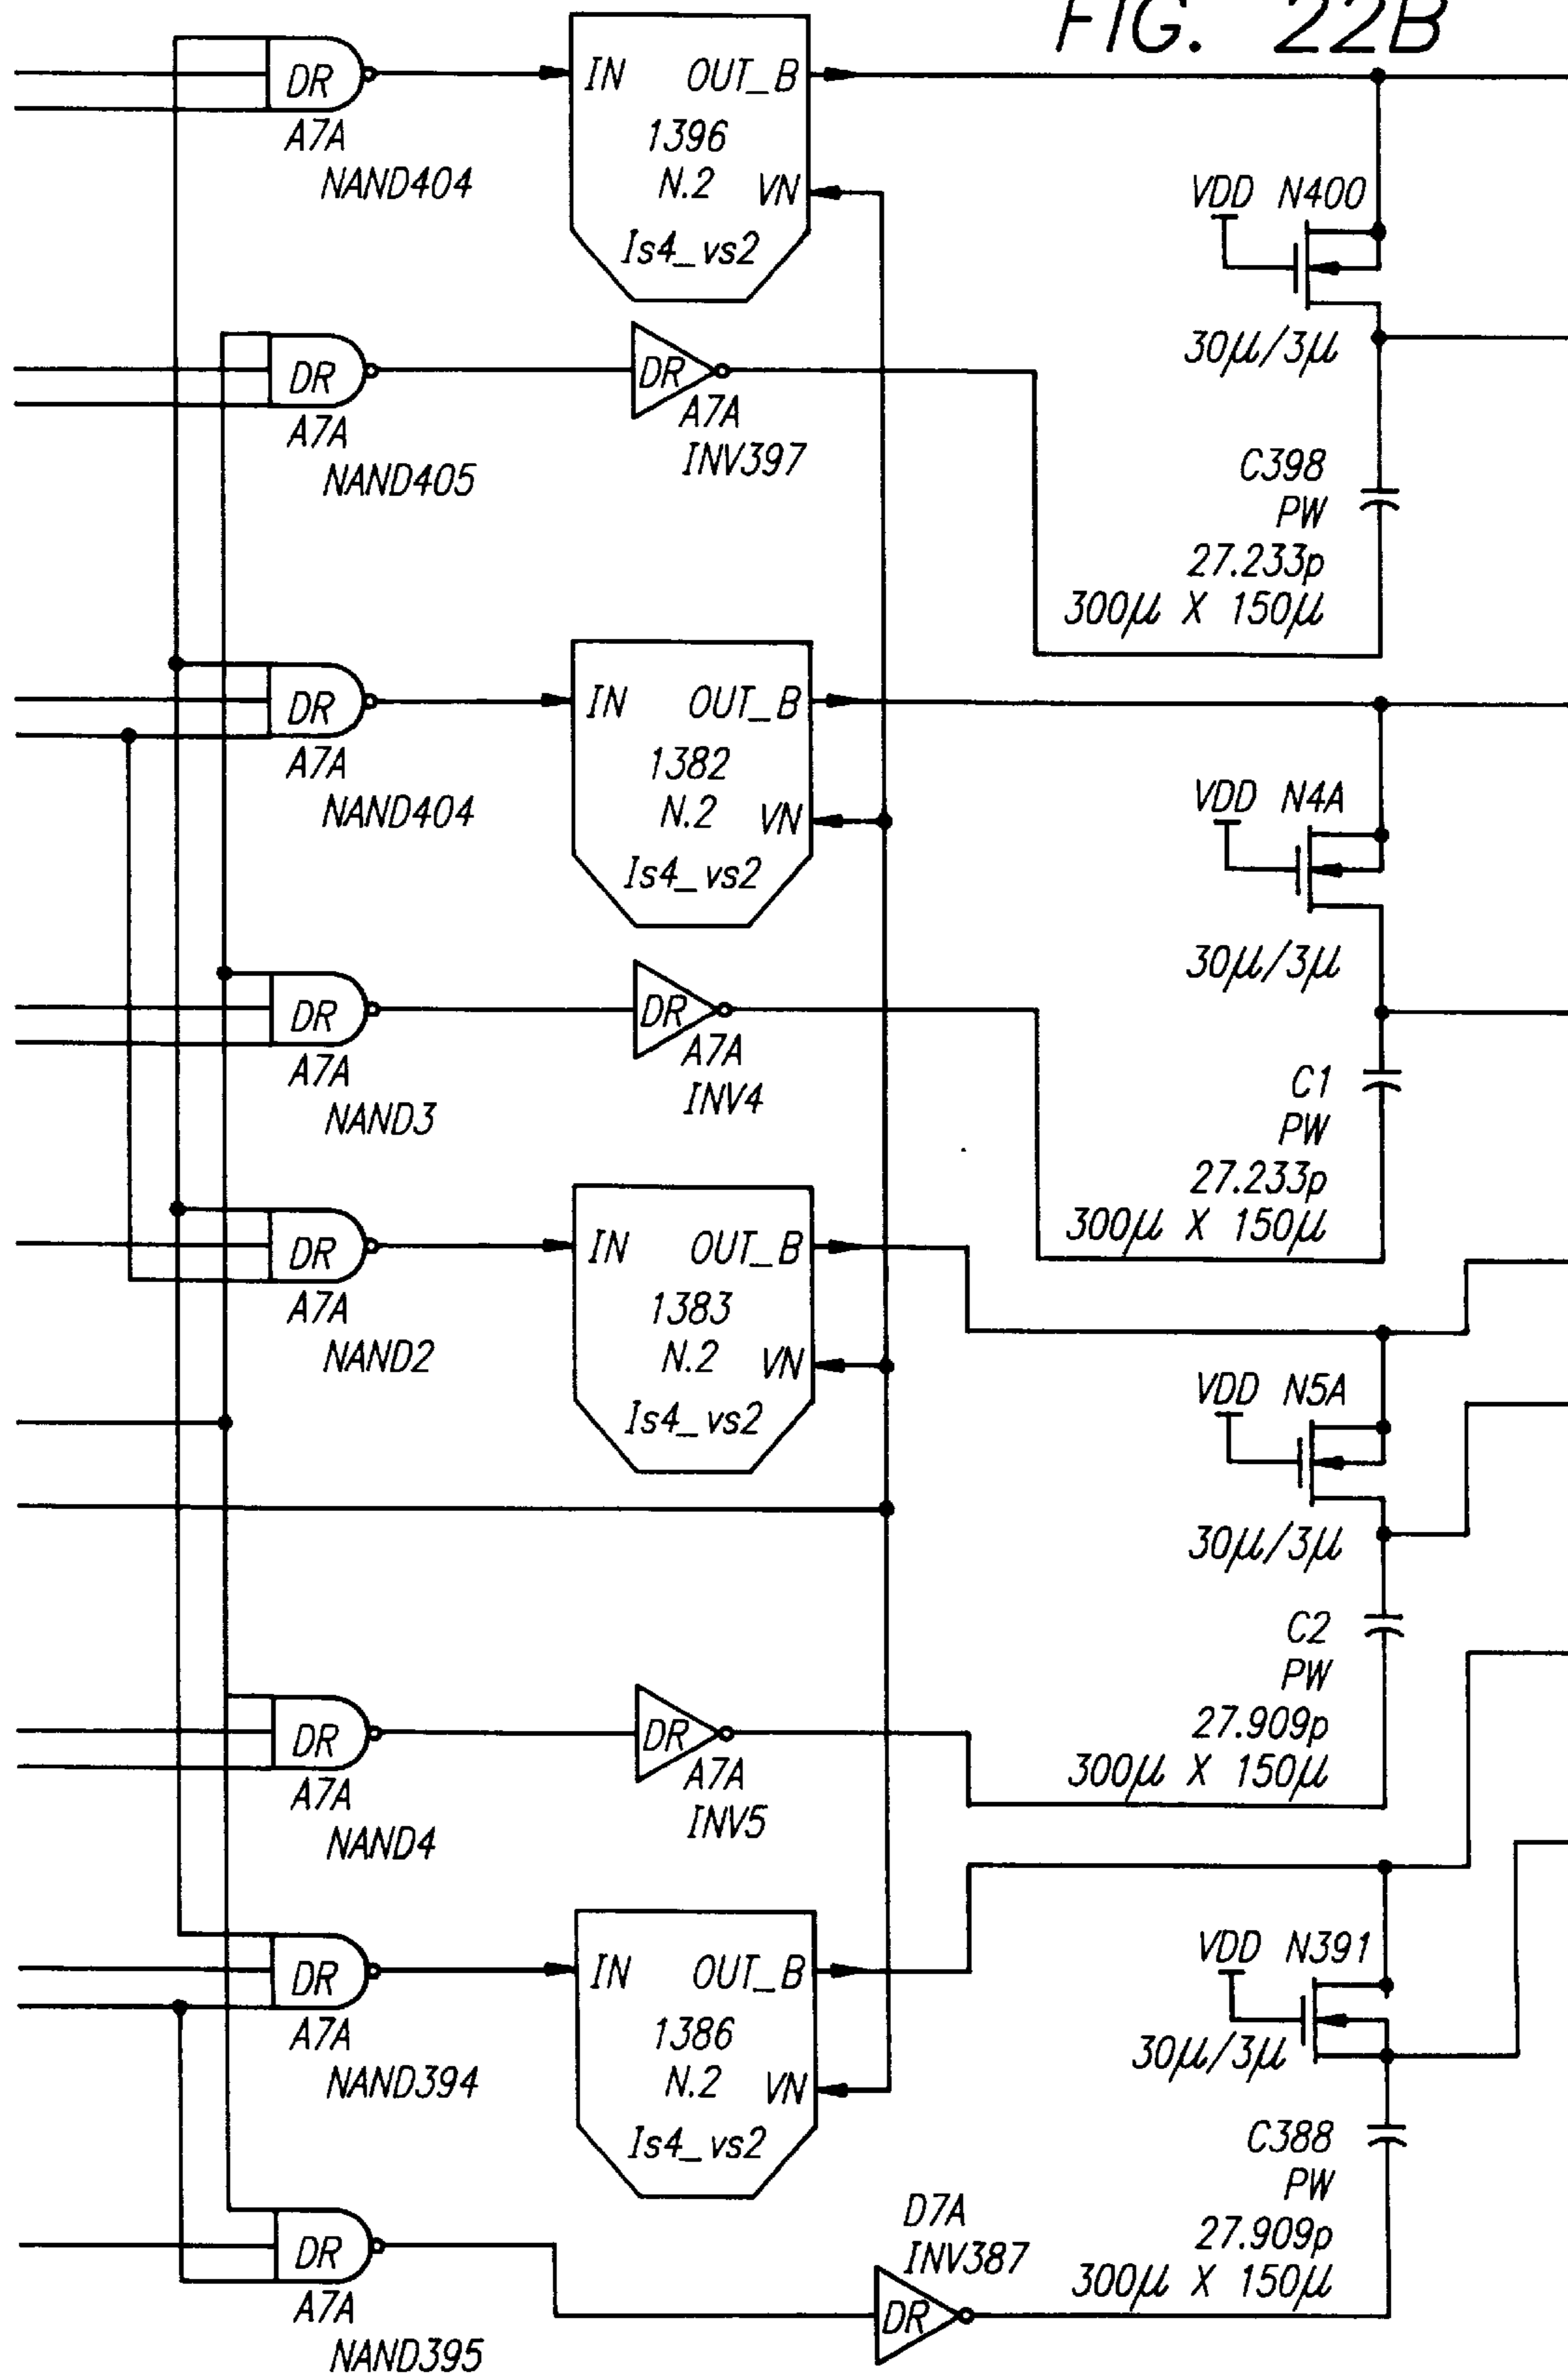 FIG. 22B
DR
A7A
NAND404
IN OUT_B
1396
N.2 VN
Is4_vs2
VDD N400
30µ/3µ
DR
A7A
NAND405
DR
A7A
INV397
C398
PW
27.233p
300µ X 150µ
DR
A7A
NAND404
IN OUT_B
1382
N.2 VN
Is4_vs2
VDD N4A
30µ/3µ
DR
A7A
NAND3
DR
A7A
INV4
C1
PW
27.233p
300µ X 150µ
DR
A7A
NAND2
IN OUT_B
1383
N.2 VN
Is4_vs2
VDD N5A
30µ/3µ
C2
PW
27.909p
300µ X 150µ
DR
A7A
NAND4
DR
A7A
INV5
DR
A7A
NAND394
IN OUT_B
1386
N.2 VN
Is4_vs2
VDD N391
30µ/3µ
C388
PW
27.909p
300µ X 150µ
DR
A7A
NAND395
D7A
INV387
DR